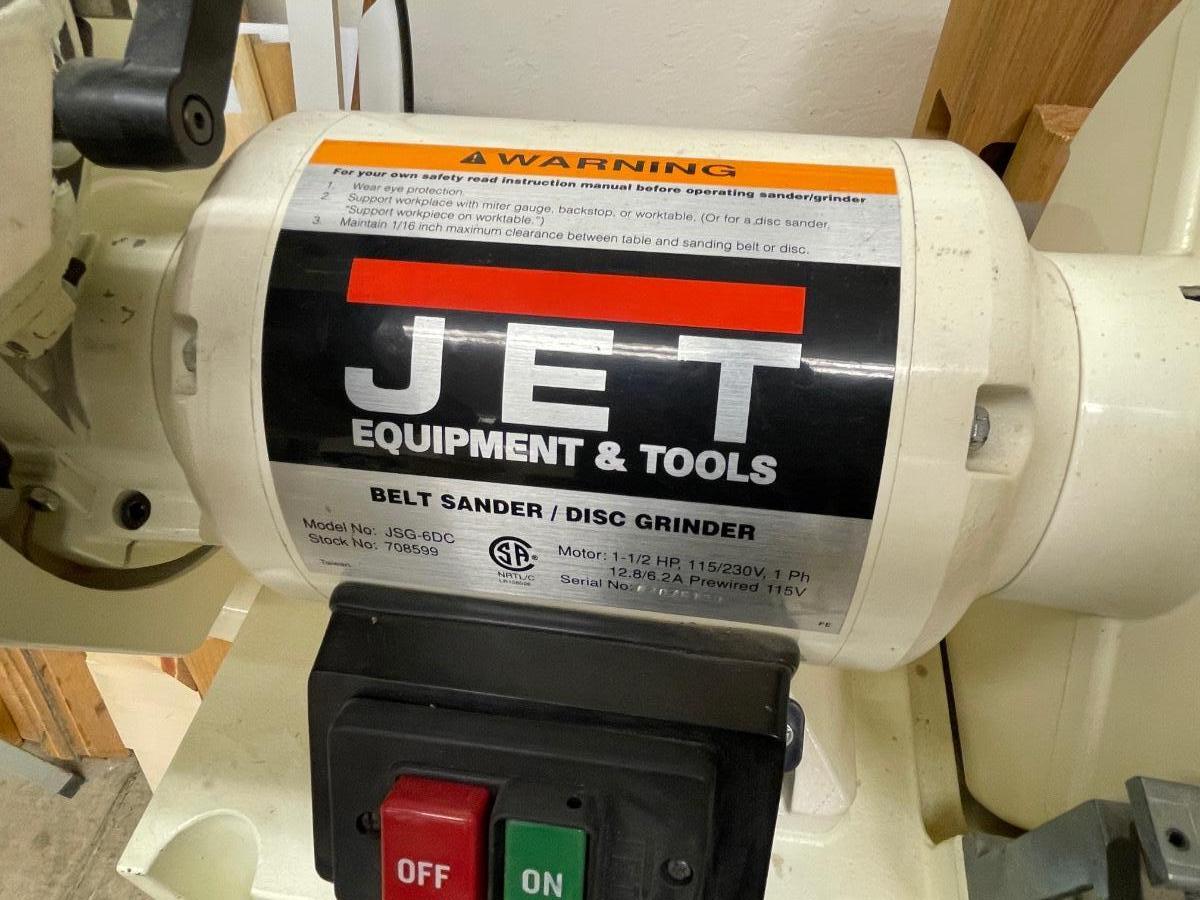 WARNING
For your own safety read instruction manual before operating sander/grinder
1. Wear eye protection.
2. Support workplace with miter gauge, backstop, or worktable. (Or for a disc sander,
"Support workpiece on worktable.")
3. Maintain 1/16 inch maximum clearance between table and sanding belt or disc.
JET
EQUIPMENT & TOOLS
BELT SANDER / DISC GRINDER
Model No: JSG-6DC
Stock No: 708599
Taiwan
SA ®
NRTL/C
Motor: 1-1/2 HP, 115/230V, 1 Ph
12.8/6.2A Prewired 115V
Serial No:
FE
OFF
ON